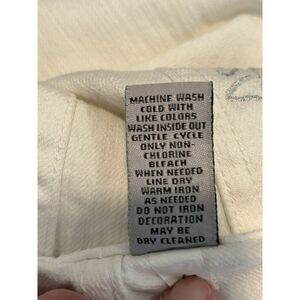 MACHINE WASH
COLD WITH
LIKE COLORS
WASH INSIDE OUT
GENTLE CYCLE
ONLY NON-
CHLORINE
BLEACH
WHEN NEEDED
LINE DRY
WARM IRON
AS NEEDED
DO NOT IRON
DECORATION
MAY BE
DRY CLEANED